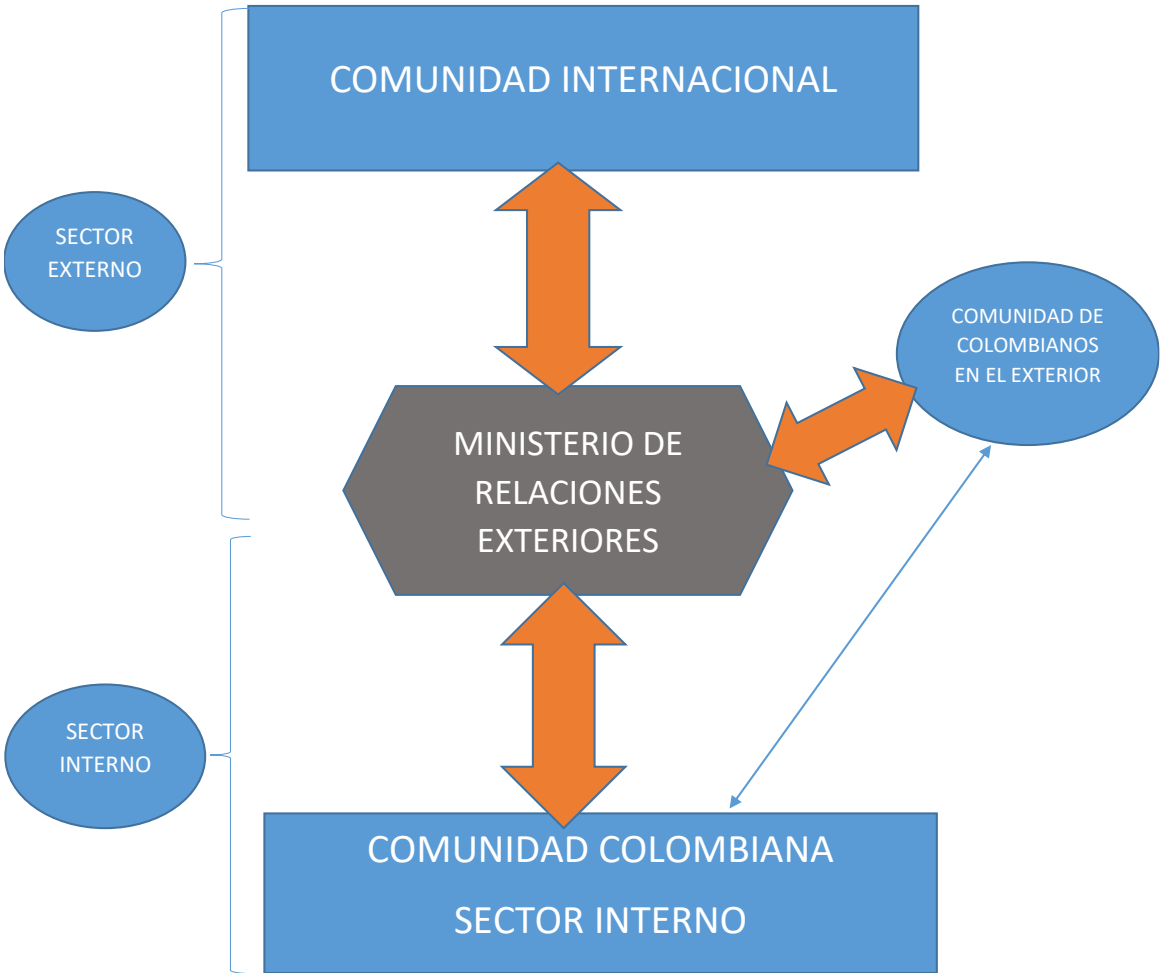 COMUNIDAD INTERNACIONAL
SECTOR
EXTERNO
COMUNIDAD DE
COLOMBIANOS
EN EL EXTERIOR
MINISTERIO DE
RELACIONES
EXTERIORES
SECTOR
INTERNO
COMUNIDAD COLOMBIANA
SECTOR INTERNO